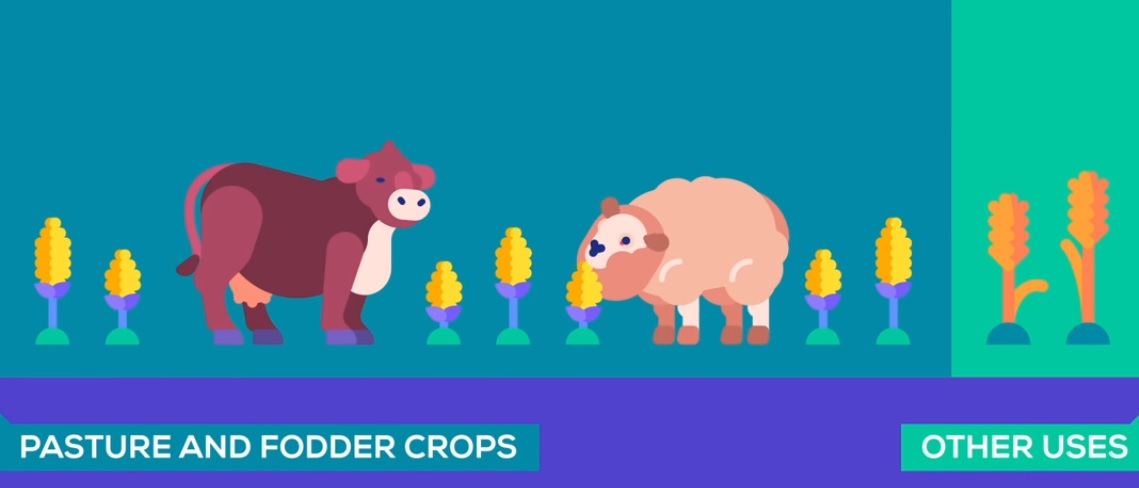 PASTURE AND FODDER CROPS
OTHER USES